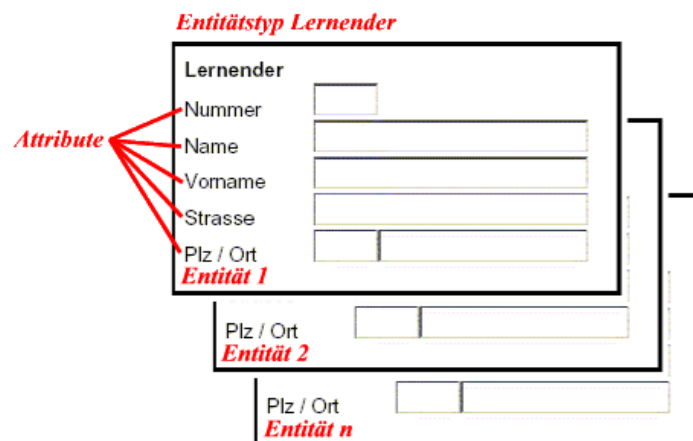 Entitätstyp Lernender
Lernender
Nummer
Attribute
Name
Vorname
Strasse
Plz / Ort
Entität 1
Plz / Ort
Entität 2
Plz / Ort
Entität n